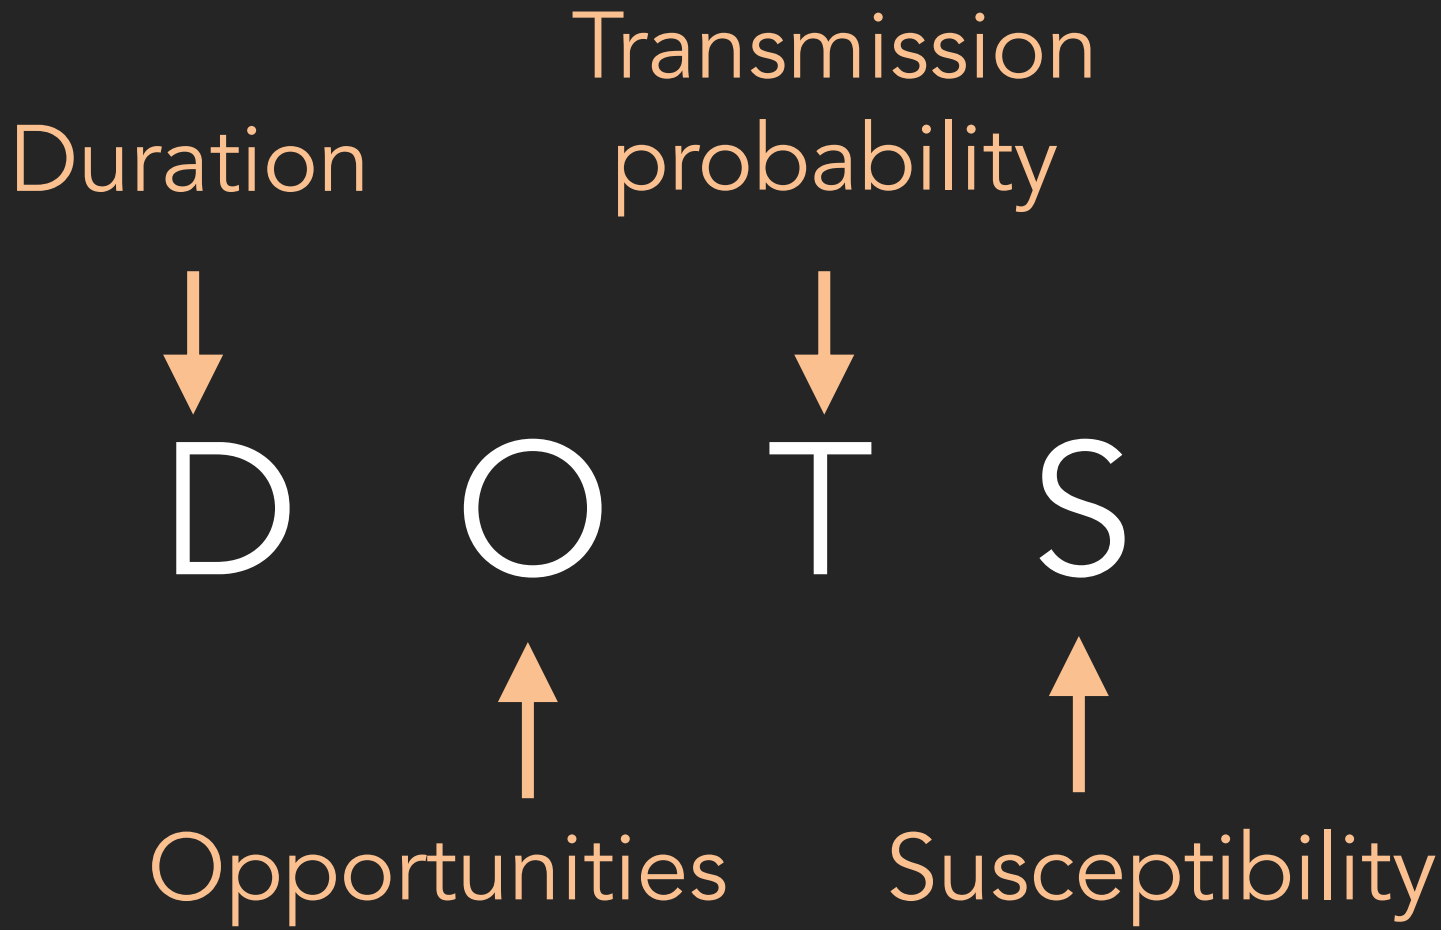 Transmission
probability
Duration
D O T S
Opportunities
Susceptibility